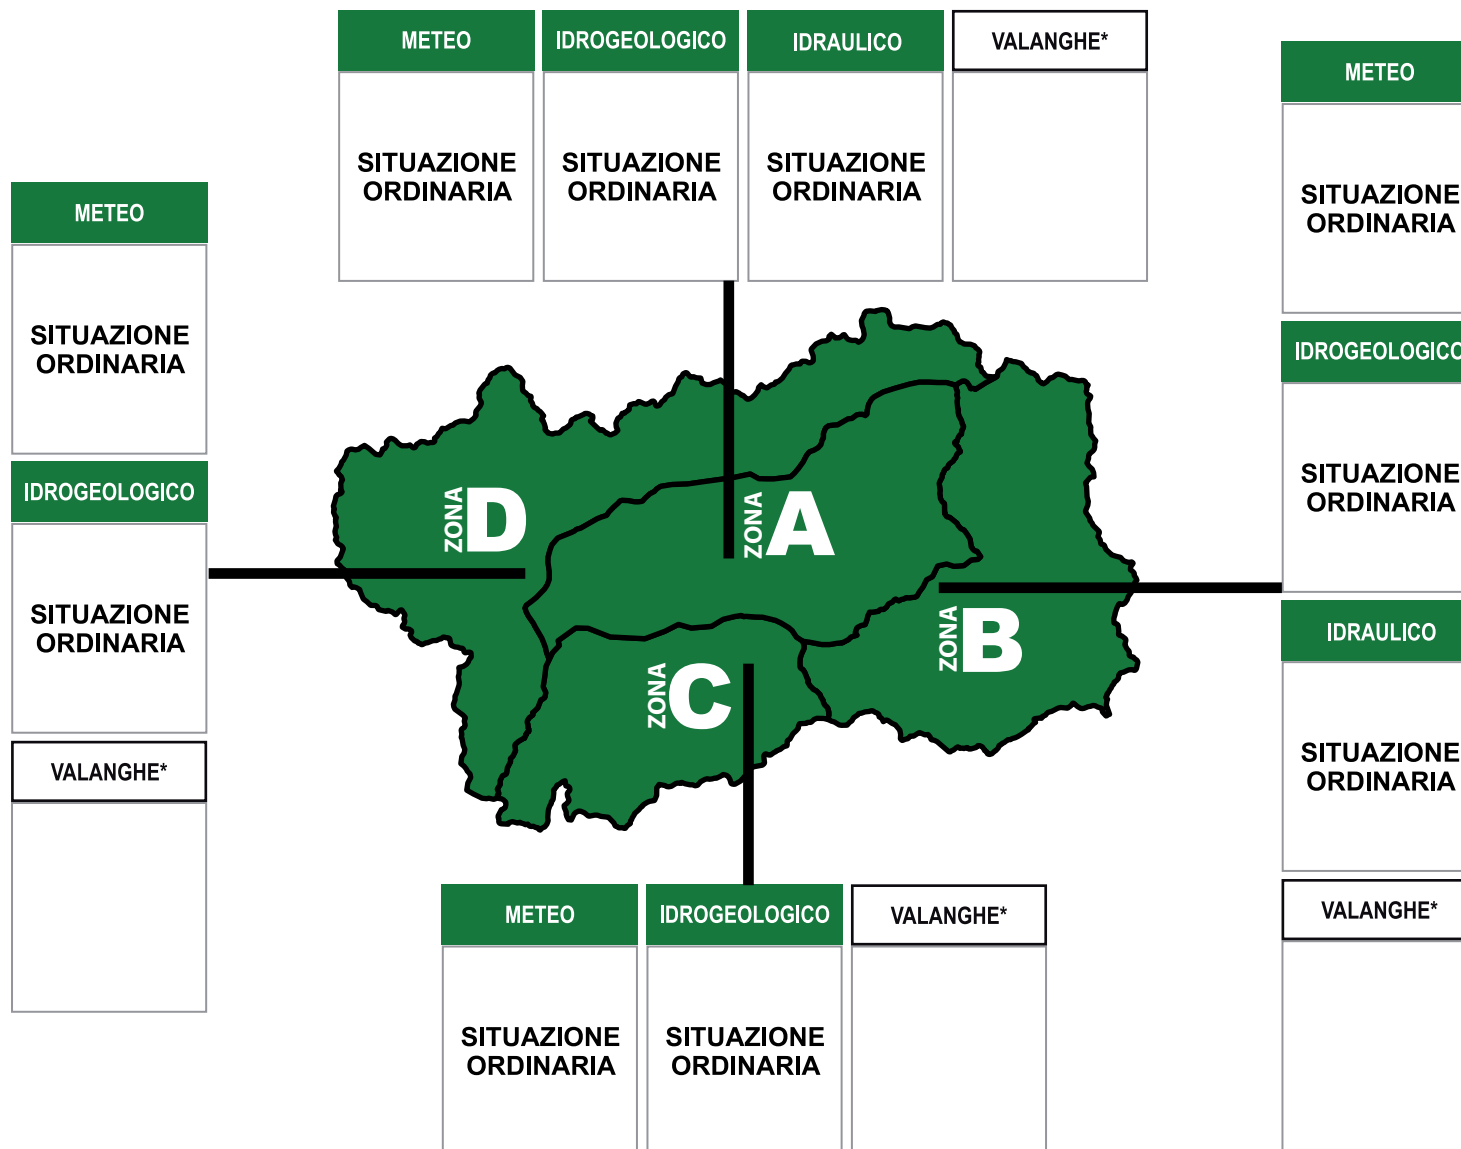 METEO
IDROGEOLOGICO
IDRAULICO
VALANGHE*
SITUAZIONE
ORDINARIA
SITUAZIONE
ORDINARIA
SITUAZIONE
ORDINARIA
METEO
SITUAZIONE
ORDINARIA
IDROGEOLOGICO
SITUAZIONE
ORDINARIA
VALANGHE*
METEO
SITUAZIONE
ORDINARIA
IDROGEOLOGICO
SITUAZIONE
ORDINARIA
IDRAULICO
SITUAZIONE
ORDINARIA
VALANGHE*
ZONA D
ZONA A
ZONA B
ZONA C
METEO
IDROGEOLOGICO
VALANGHE*
SITUAZIONE
ORDINARIA
SITUAZIONE
ORDINARIA